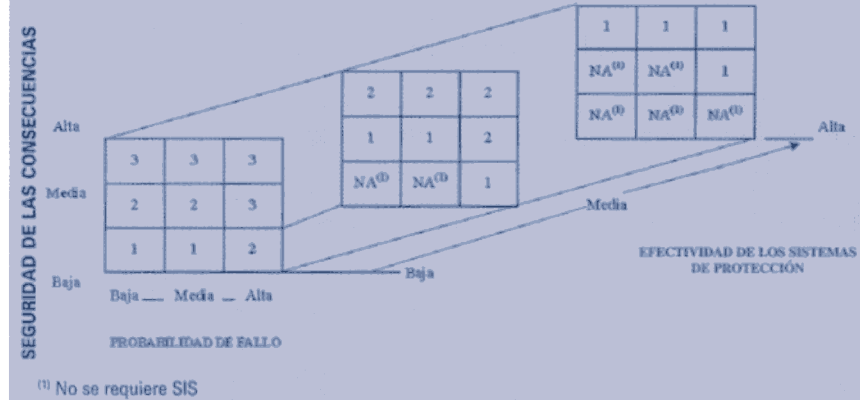 SEGURIDAD DE LAS CONSECUENCIAS
1 1 1
NA⁽¹⁾ NA⁽¹⁾ 1
NA⁽¹⁾ NA⁽¹⁾ NA⁽¹⁾
2 2 2
1 1 2
NA⁽¹⁾ NA⁽¹⁾ 1
3 3 3
2 2 3
1 1 2
Alta
Media
Baja
Baja Media Alta
PROBABILIDAD DE FALLO
Baja
Media
Alta
EFECTIVIDAD DE LOS SISTEMAS
DE PROTECCIÓN
⁽¹⁾ No se requiere SIS